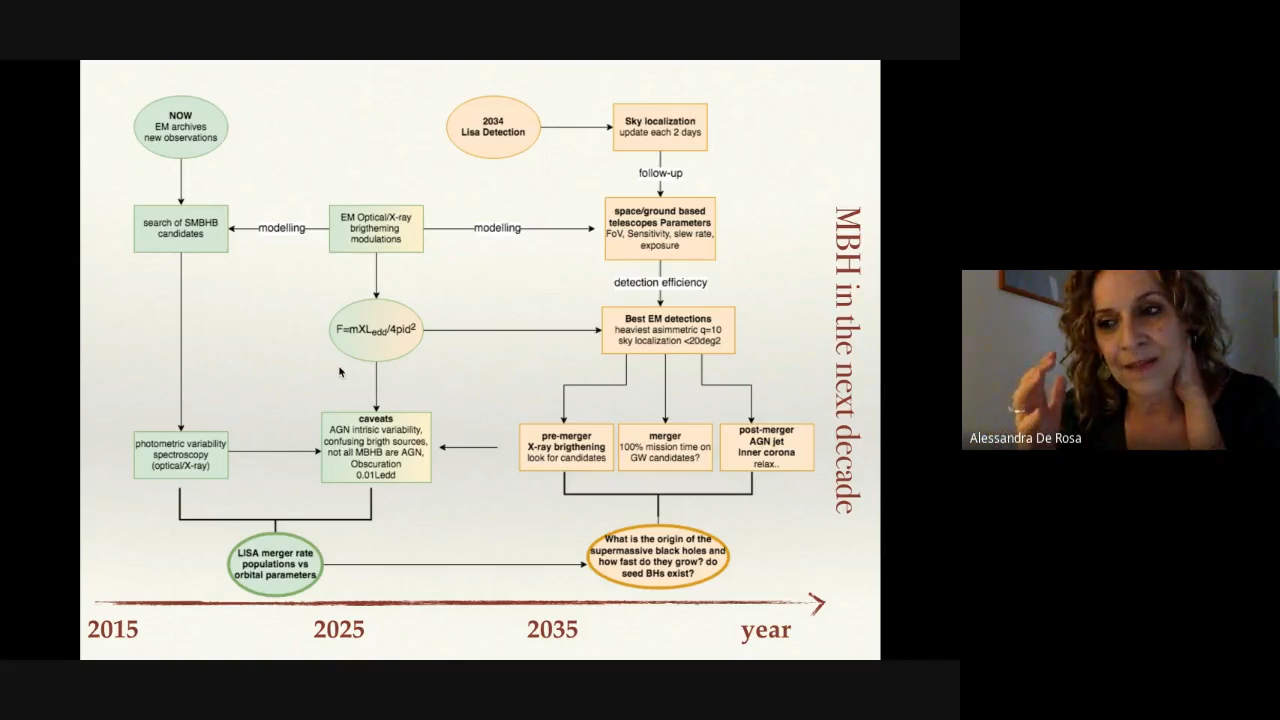 NOW
EM archives
new observations
2034
Lisa Detection
Sky localization
update each 2 days
follow-up
search of SMBHB
candidates
modelling
EM Optical/X-ray
brigtheming
modulations
modelling
space/ground based
telescopes Parameters
FoV, Sensitivity, slew rate,
exposure
detection efficiency
F=mXLedd/4pid2
Best EM detections
heaviest asimmetric q=10
sky localization <20deg2
photometric variability
spectroscopy
(optical/X-ray)
caveats
AGN intrisic variability,
confusing brigth sources,
not all MBHB are AGN,
Obscuration
0.01Ledd
pre-merger
X-ray brigthening
look for candidates
merger
100% mission time on
GW candidates?
post-merger
AGN jet
Inner corona
relax..
LISA merger rate
populations vs
orbital parameters
What is the origin of the
supermassive black holes and
how fast do they grow? do
seed BHs exist?
2015
2025
2035
year
MBH in the next decade
Alessandra De Rosa